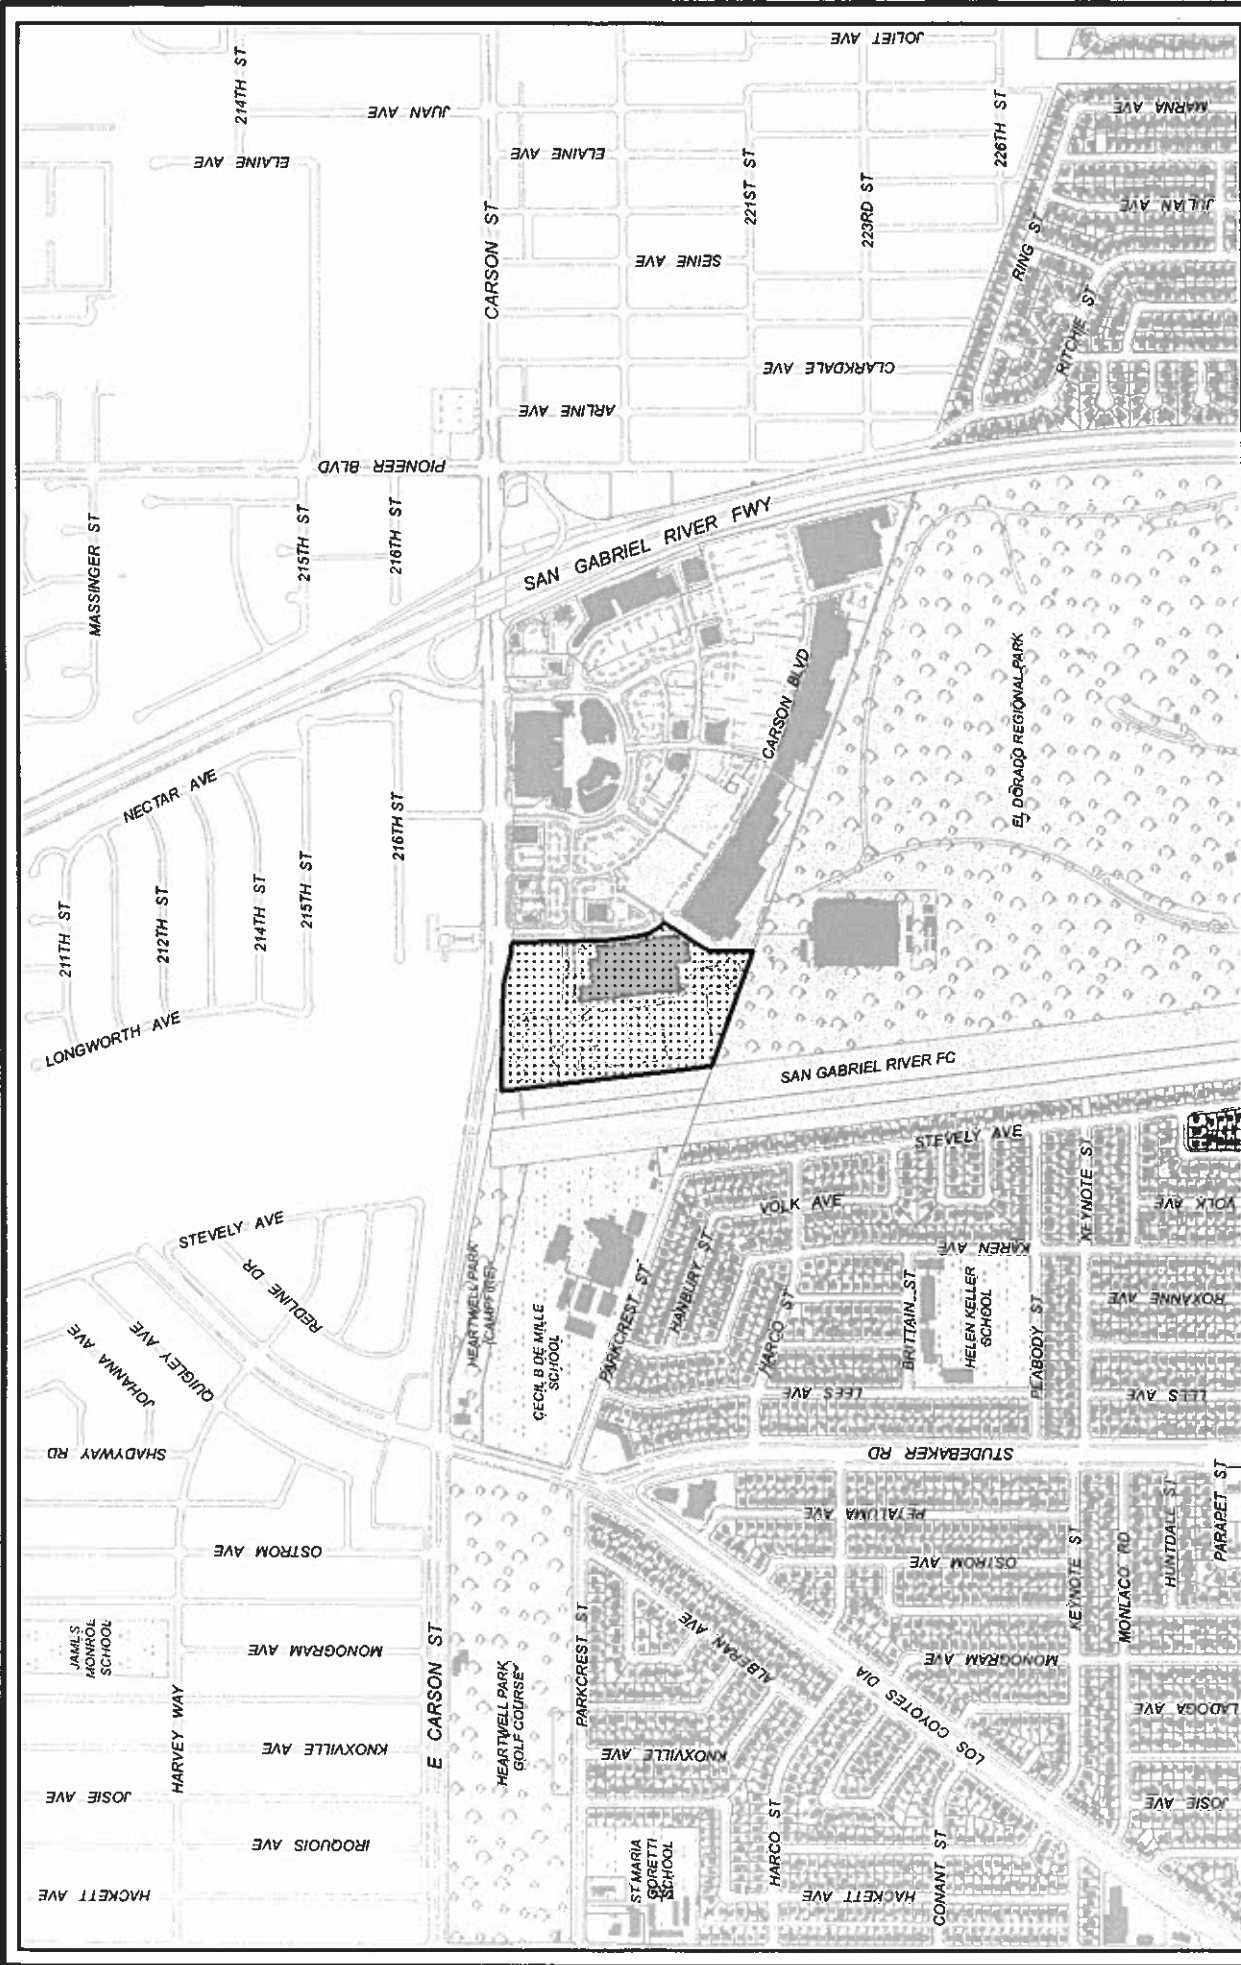 JOLIET AVE
214TH ST
JUAN AVE
MARNA AVE
226TH ST
ELAINE AVE
ELAINE AVE
221ST ST
223RD ST
JULIAN AVE
CARSON ST
SEINE AVE
RING ST
RITCHIE ST
CLARKDALE AVE
ARLINE AVE
PIONEER BLVD
MASSINGER ST
215TH ST
216TH ST
SAN GABRIEL RIVER FWY
CARSON BLVD
EL DORADO REGIONAL PARK
NECTAR AVE
216TH ST
211TH ST
212TH ST
214TH ST
215TH ST
LONGWORTH AVE
SAN GABRIEL RIVER FC
STEVELY AVE
KEYNOTE ST
VOLK AVE
VOLK AVE
STEVELY AVE
REDLINE DR
HEARTWELL PARK
(CAMPFIRE)
HANBURY ST
KAREN AVE
PARKCREST ST
HARCO ST
BRITTAIN ST
HELEN KELLER
SCHOOL
ROXANNE AVE
JOHANNA AVE
QUIGLEY AVE
CECIL B DE MILLE
SCHOOL
PEABODY ST
LEES AVE
LEES AVE
SHADYWAY RD
STUDEBAKER RD
PETALUMA AVE
OSTROM AVE
OSTROM AVE
KEYNOTE ST
MONLACO RD
HUNTDALE ST
PARAPET ST
JAMES
MONROE
SCHOOL
MONOGRAM AVE
E CARSON ST
HEARTWELL PARK
GOLF COURSE
PARKCREST ST
ALBERAN AVE
MONOGRAM AVE
LOS COYOTES DIA
LADOGA AVE
HARVEY WAY
KNOXVILLE AVE
KNOXVILLE AVE
JOSIE AVE
JOSIE AVE
IROQUOIS AVE
HARCO ST
ST MARIA
GORETTI
SCHOOL
CONANT ST
HACKETT AVE
HACKETT AVE